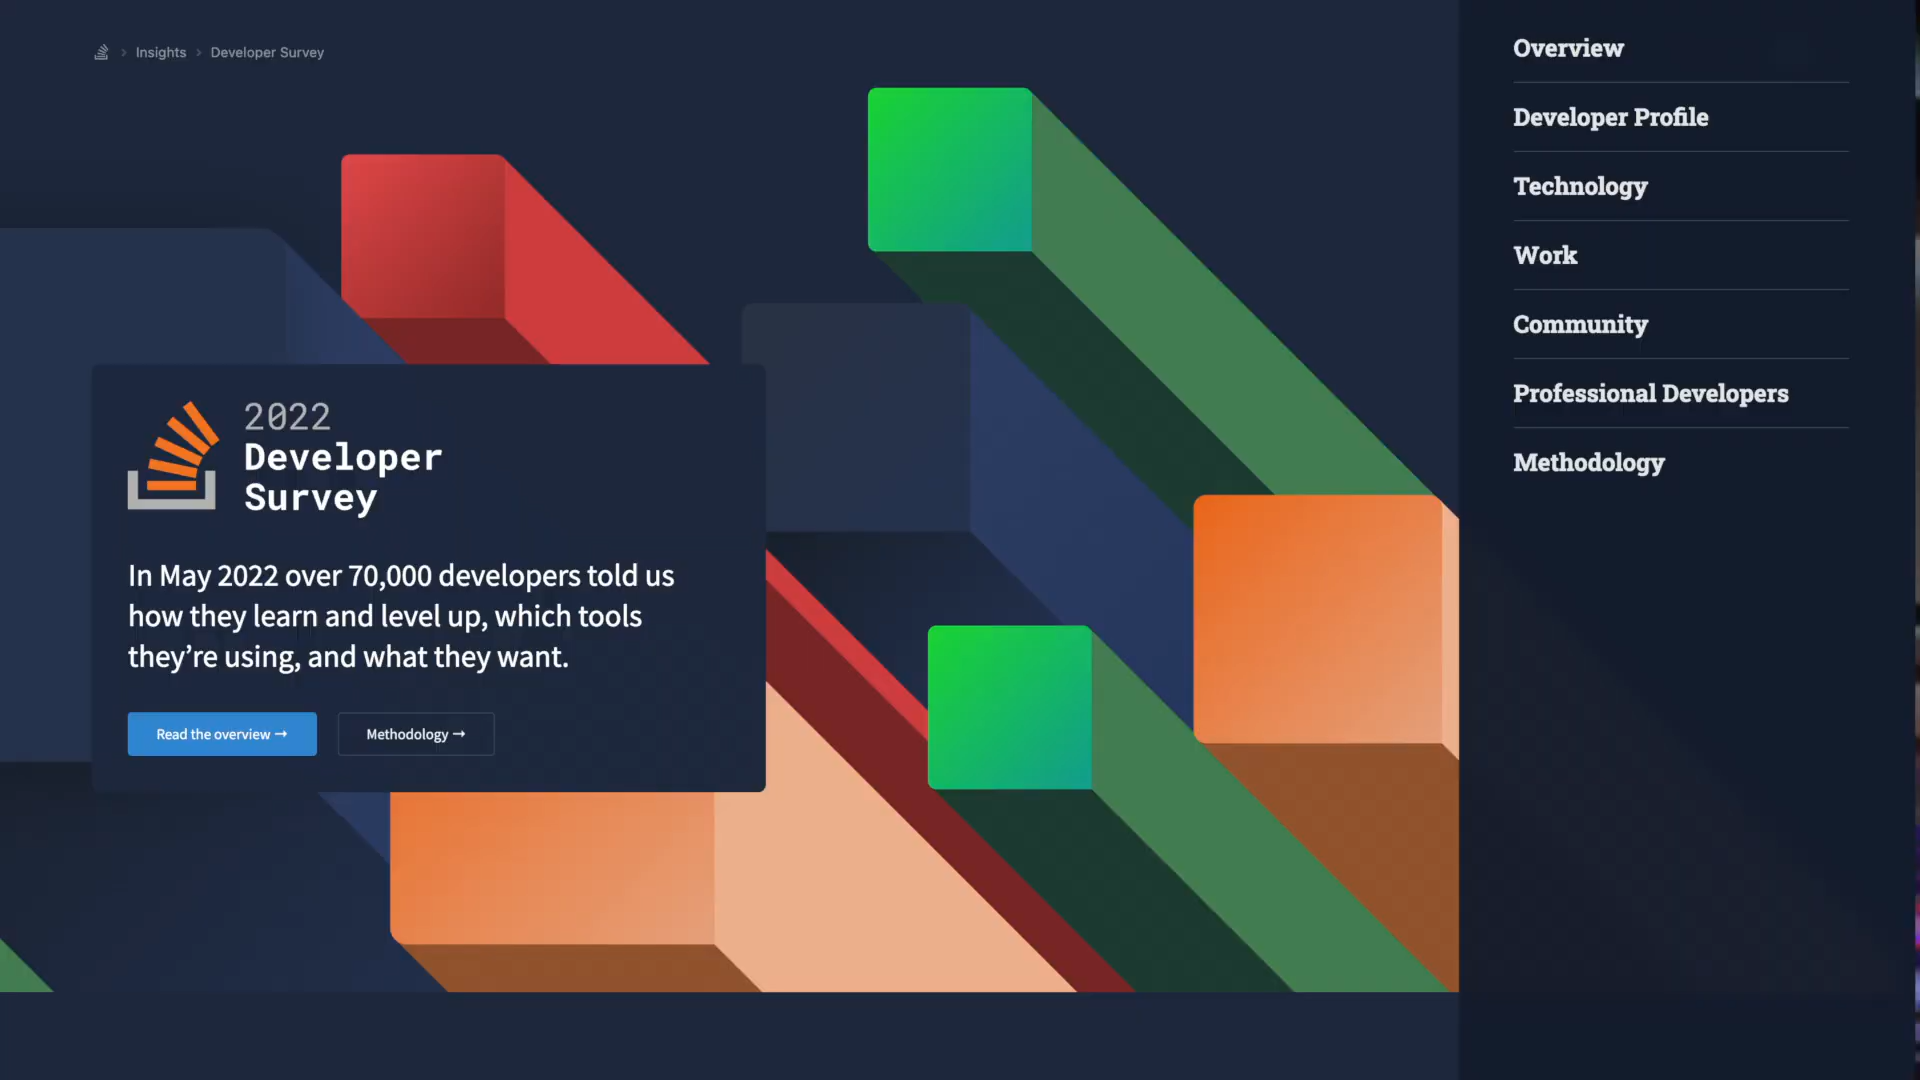 Insights
Developer Survey
2022
Developer
Survey
In May 2022 over 70,000 developers told us
how they learn and level up, which tools
they’re using, and what they want.
Read the overview →
Methodology →
Overview
Developer Profile
Technology
Work
Community
Professional Developers
Methodology